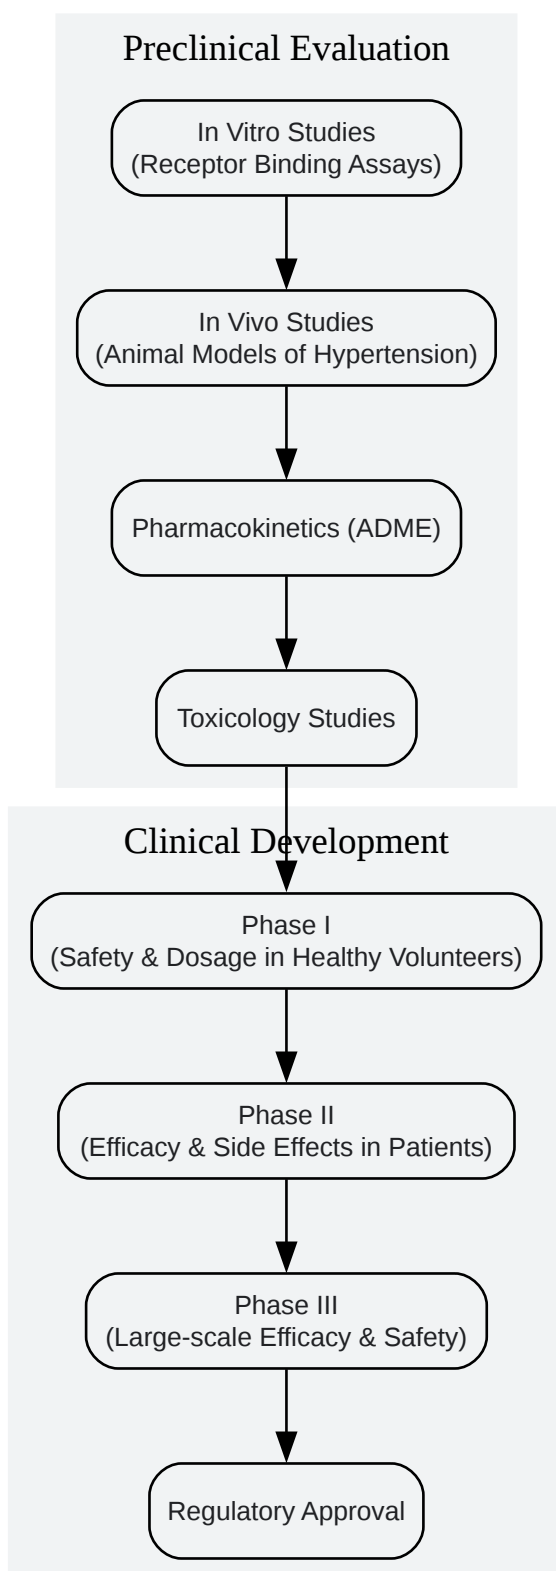 Preclinical Evaluation
In Vitro Studies
(Receptor Binding Assays)
In Vivo Studies
(Animal Models of Hypertension)
Pharmacokinetics (ADME)
Toxicology Studies
Clinical Development
Phase I
(Safety & Dosage in Healthy Volunteers)
Phase II
(Efficacy & Side Effects in Patients)
Phase III
(Large-scale Efficacy & Safety)
Regulatory Approval